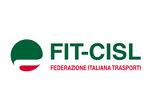 FIT-CISL
FEDERAZIONE ITALIANA TRASPORTI